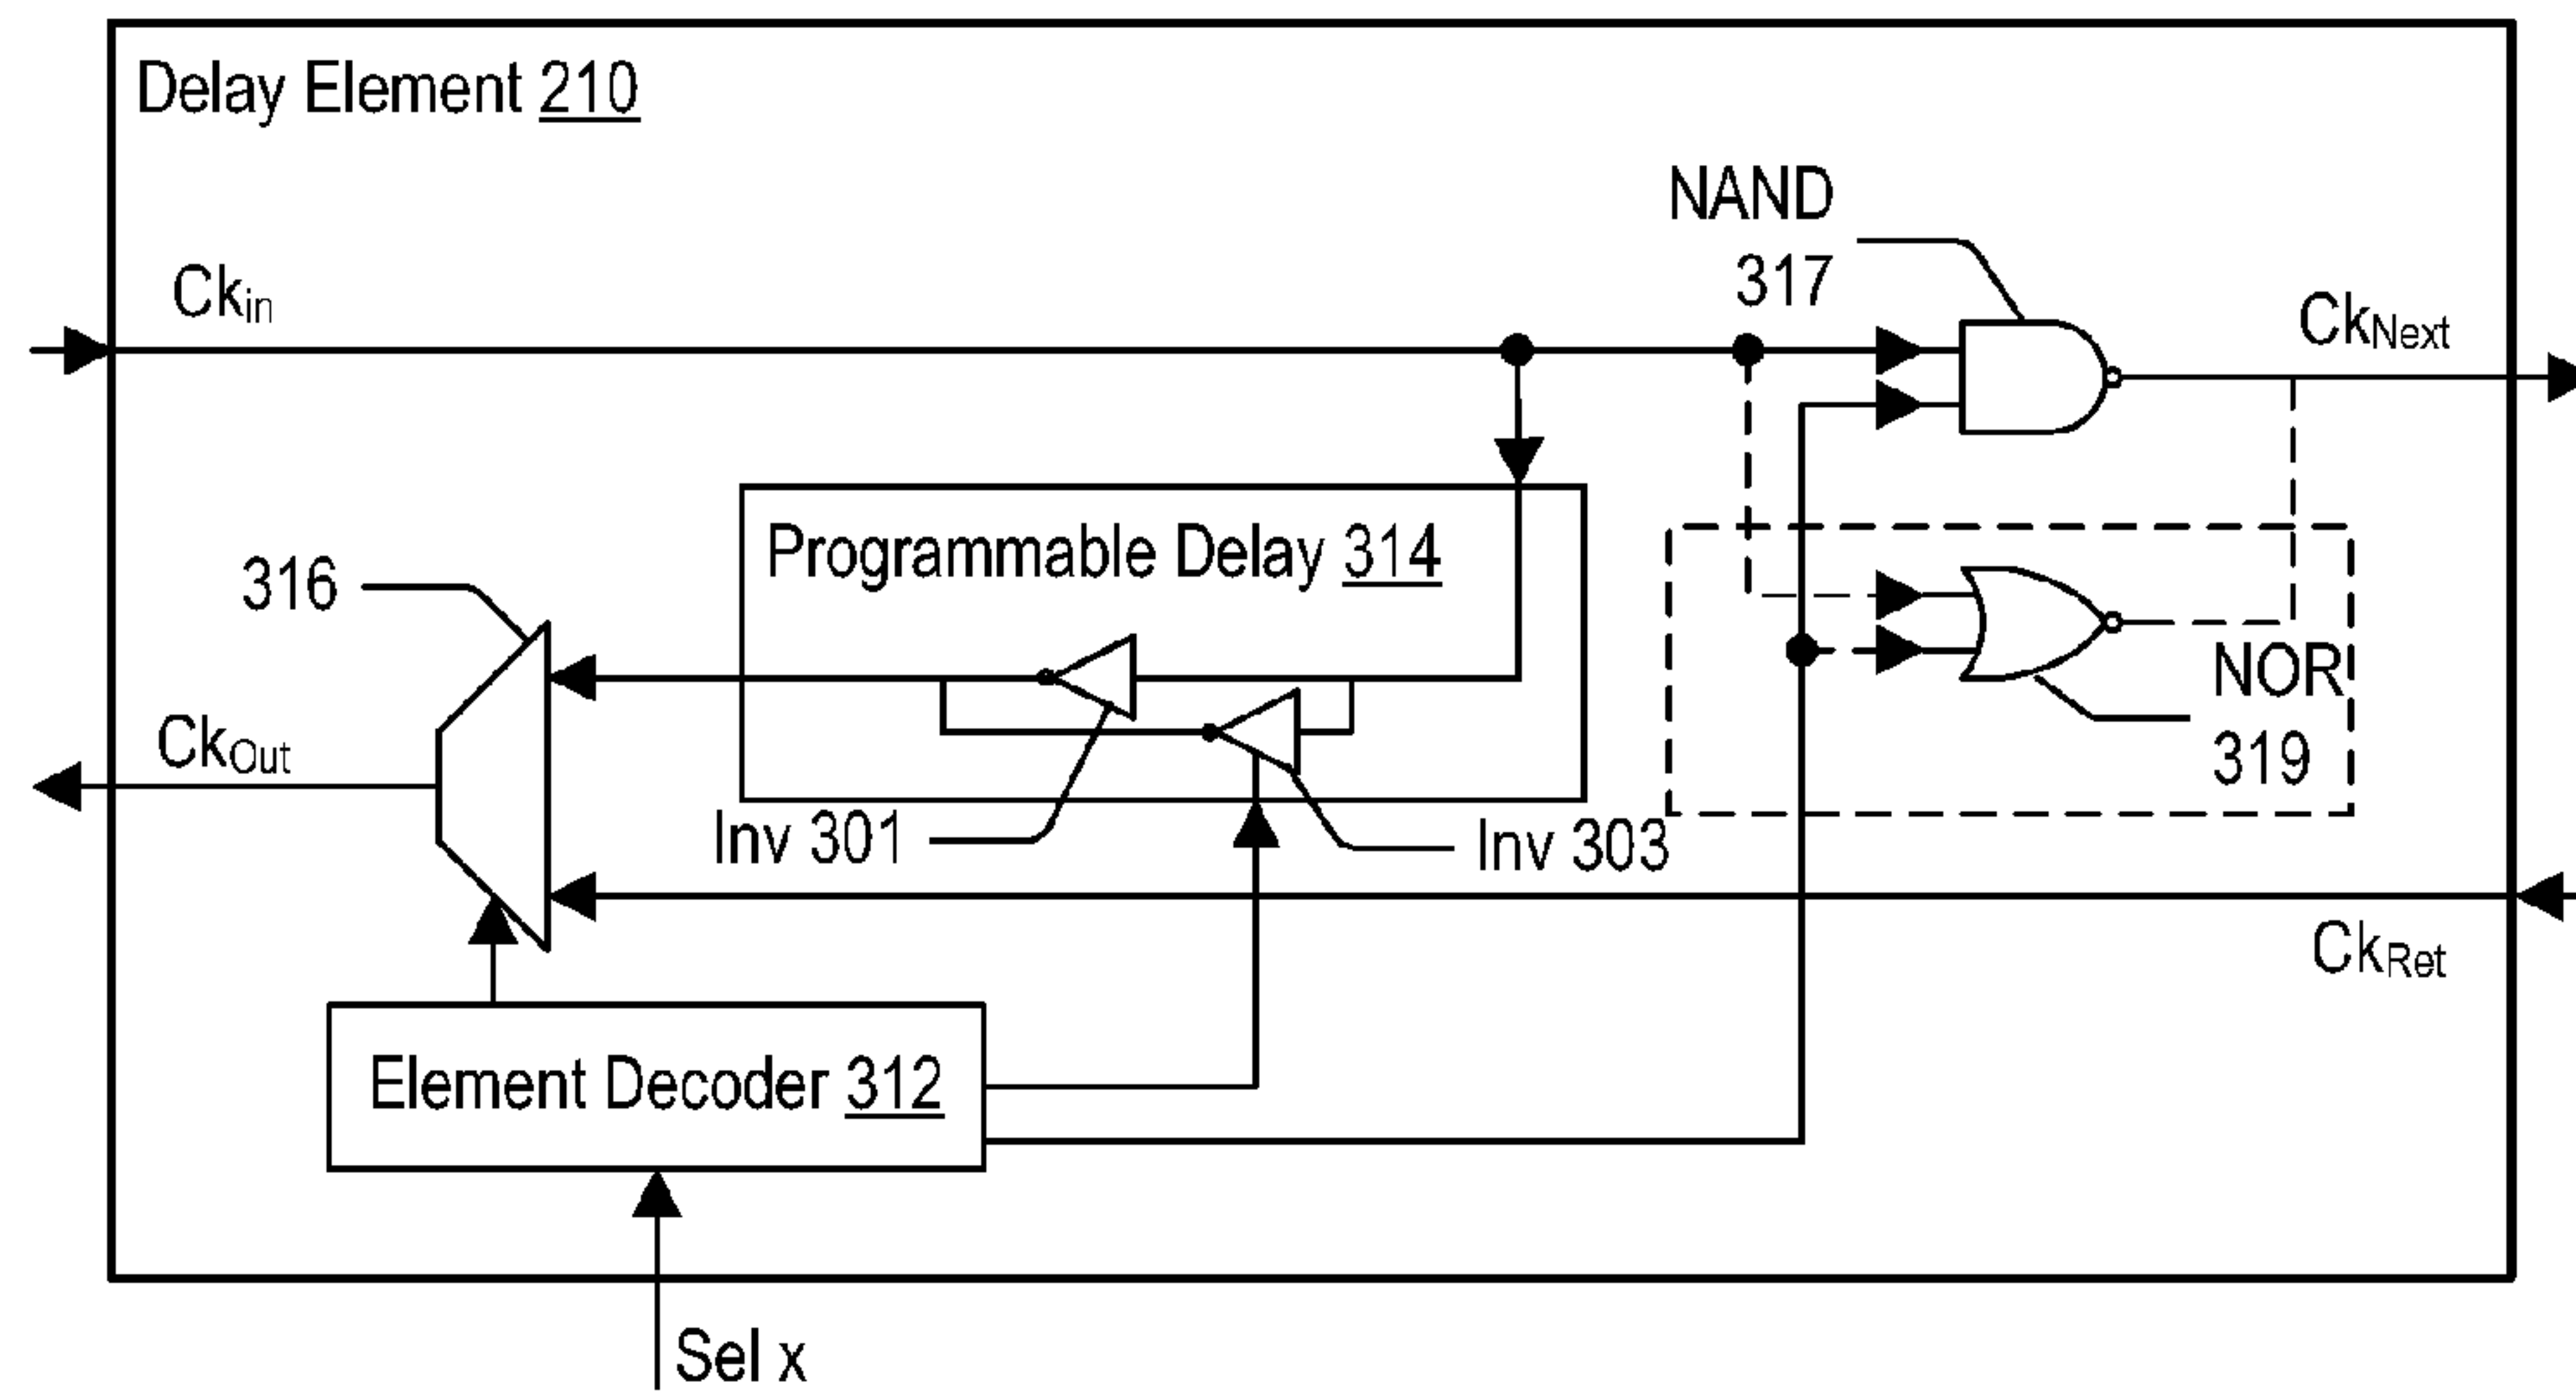 Delay Element 210
NAND
317
Ckin
CkNext
Programmable Delay 314
316
NOR
319
CkOut
Inv 301
Inv 303
CkRet
Element Decoder 312
Sel x